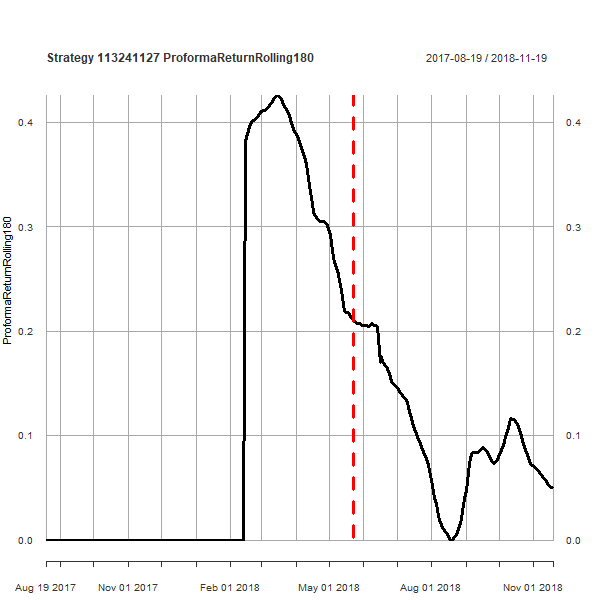 Strategy 113241127 ProformaReturnRolling180
2017-08-19 / 2018-11-19
0.4
0.4
0.3
0.3
ProformaReturnRolling180
0.2
0.2
0.1
0.1
0.0
0.0
Aug 19 2017
Nov 01 2017
Feb 01 2018
May 01 2018
Aug 01 2018
Nov 01 2018